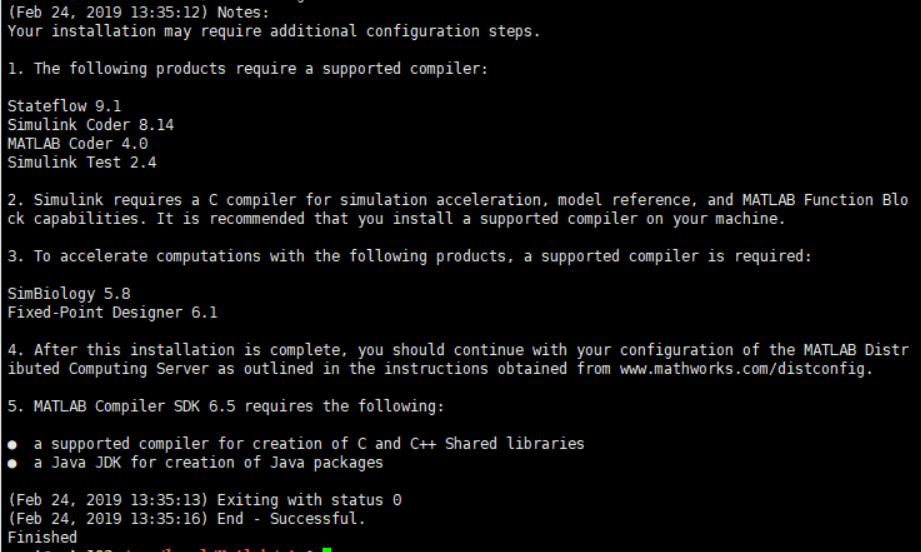 (Feb 24, 2019 13:35:12) Notes:
Your installation may require additional configuration steps.
1. The following products require a supported compiler:
Stateflow 9.1
Simulink Coder 8.14
MATLAB Coder 4.0
Simulink Test 2.4
2. Simulink requires a C compiler for simulation acceleration, model reference, and MATLAB Function Blo
ck capabilities. It is recommended that you install a supported compiler on your machine.
3. To accelerate computations with the following products, a supported compiler is required:
SimBiology 5.8
Fixed-Point Designer 6.1
4. After this installation is complete, you should continue with your configuration of the MATLAB Distr
ibuted Computing Server as outlined in the instructions obtained from www.mathworks.com/distconfig.
5. MATLAB Compiler SDK 6.5 requires the following:
● a supported compiler for creation of C and C++ Shared libraries
● a Java JDK for creation of Java packages
(Feb 24, 2019 13:35:13) Exiting with status 0
(Feb 24, 2019 13:35:16) End - Successful.
Finished